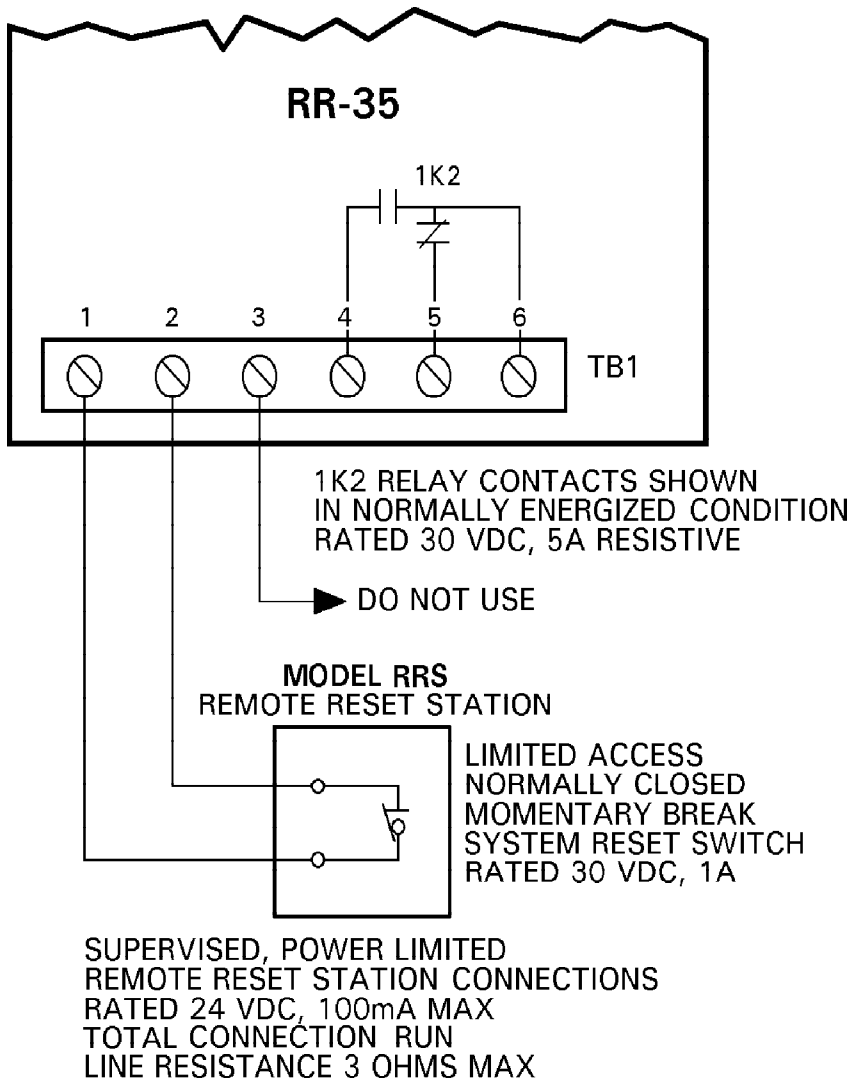 RR-35
1K2
1 2 3 4 5 6
TB1
1K2 RELAY CONTACTS SHOWN
IN NORMALLY ENERGIZED CONDITION
RATED 30 VDC, 5A RESISTIVE
DO NOT USE
MODEL RRS
REMOTE RESET STATION
LIMITED ACCESS
NORMALLY CLOSED
MOMENTARY BREAK
SYSTEM RESET SWITCH
RATED 30 VDC, 1A
SUPERVISED, POWER LIMITED
REMOTE RESET STATION CONNECTIONS
RATED 24 VDC, 100mA MAX
TOTAL CONNECTION RUN
LINE RESISTANCE 3 OHMS MAX